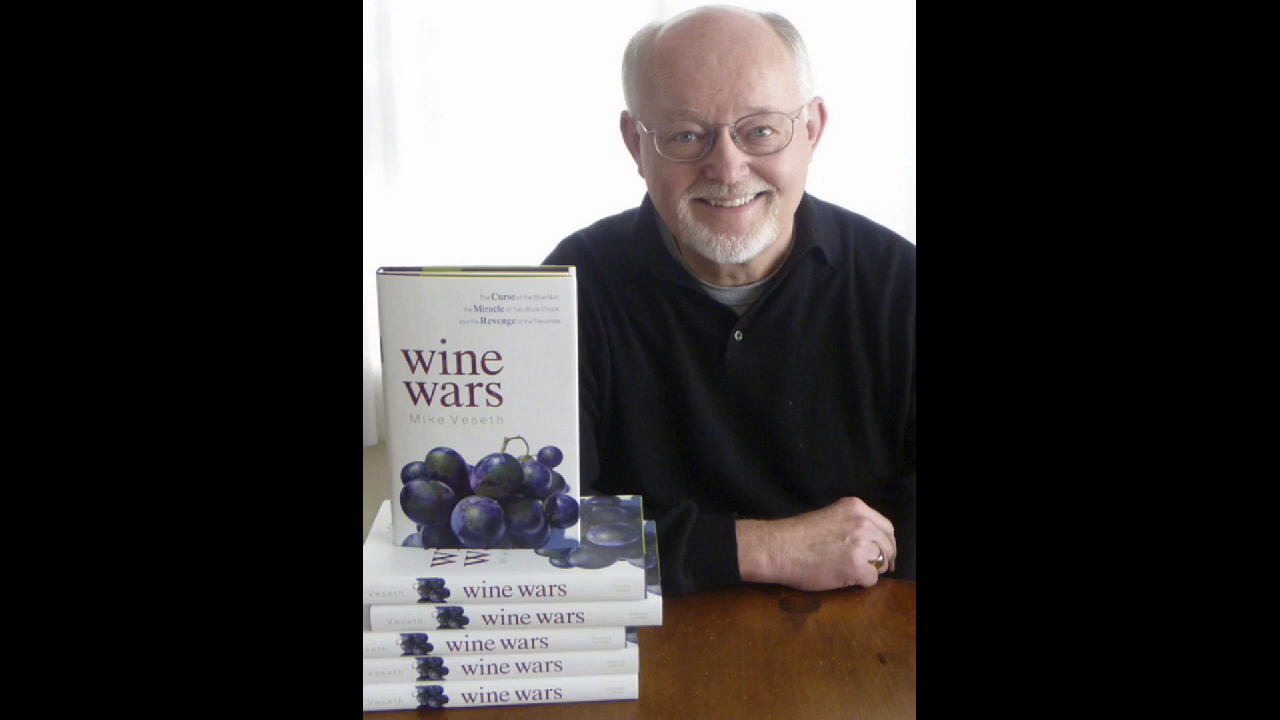 The Curse of the Blue Nun,
the Miracle of Two Buck Chuck,
and the Revenge of the Terroirists
wine
wars
Mike Veseth
Veseth wine wars
Veseth wine wars
Veseth wine wars
Veseth wine wars
Veseth wine wars